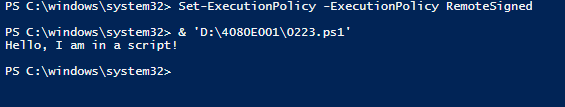 PS C:\windows\system32> Set-ExecutionPolicy -ExecutionPolicy RemoteSigned
PS C:\windows\system32> & 'D:\4080E001\0223.ps1'
Hello, I am in a script!
PS C:\windows\system32>